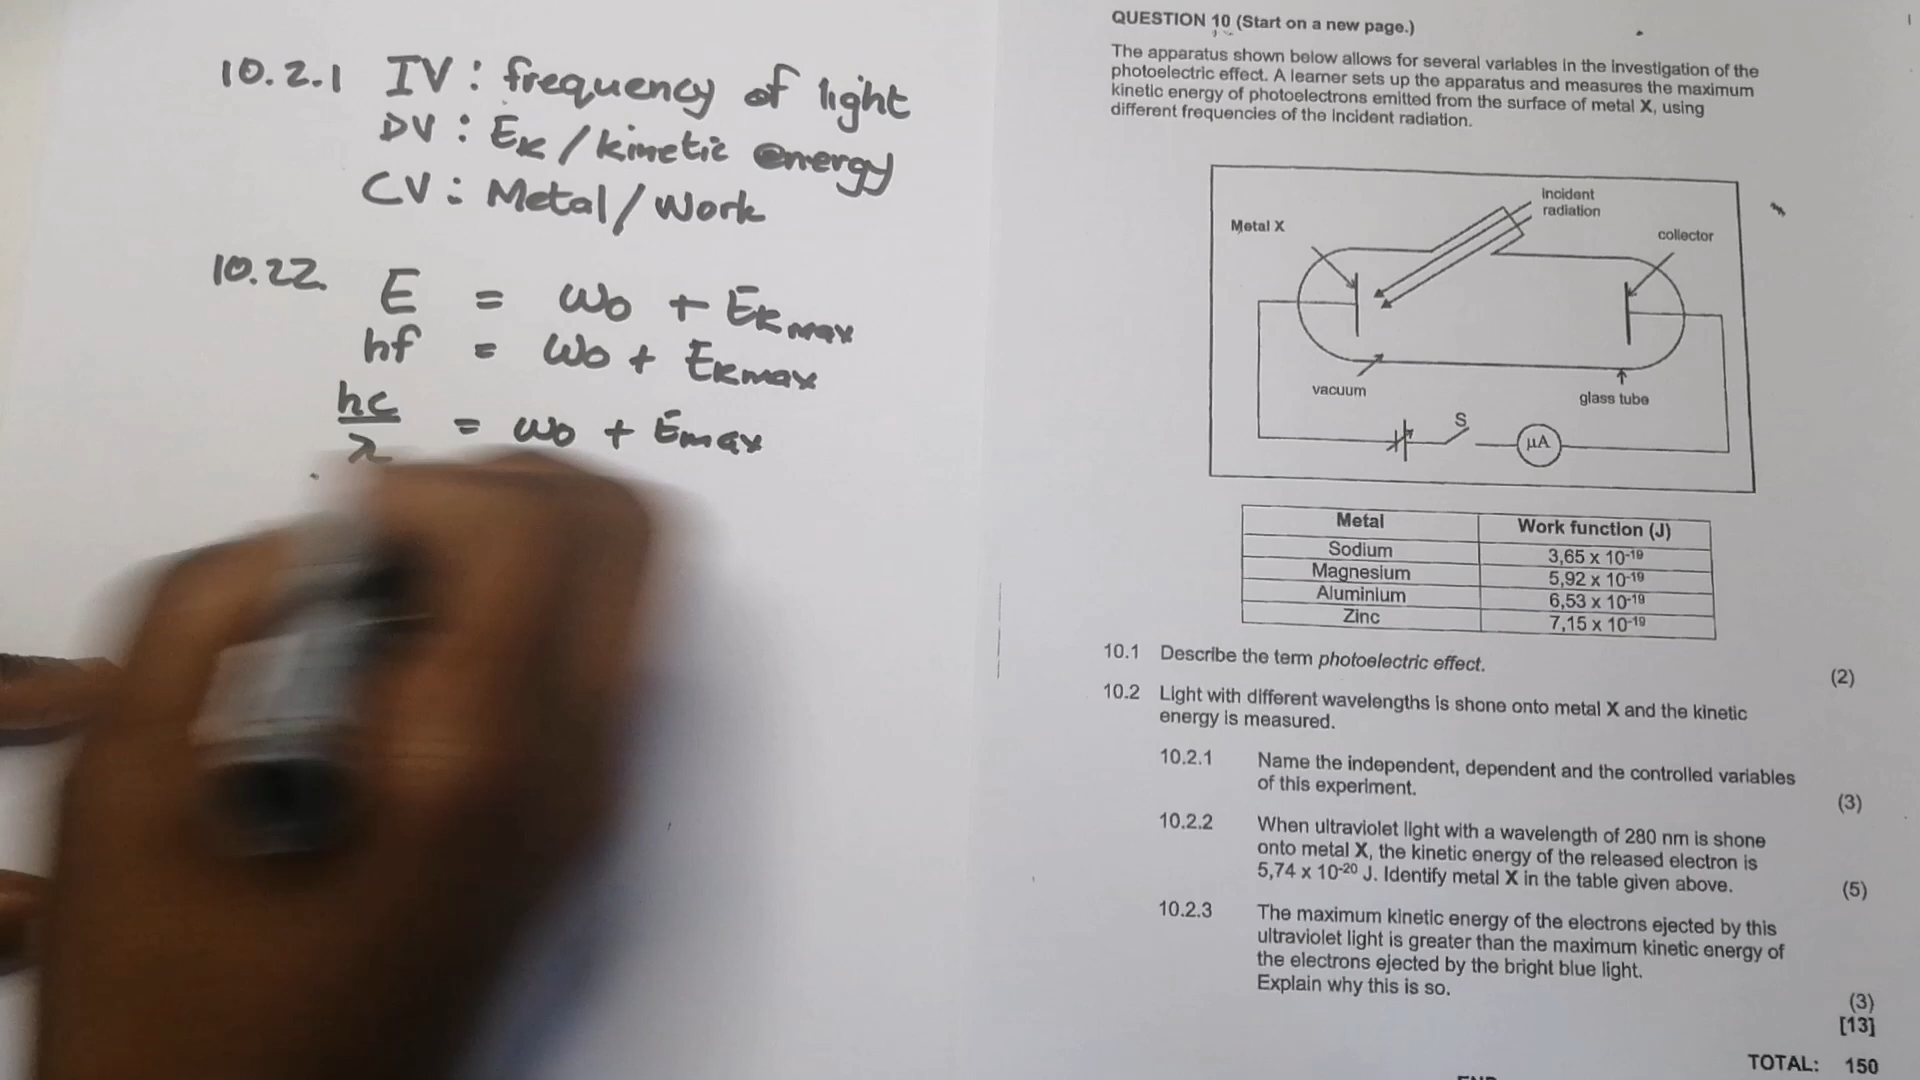 10.2.1 IV : frequency of light
DV : EK / kinetic energy
CV : Metal / Work
10.22. E = W0 + EKmax
hf = W0 + EKmax
hc/λ = W0 + Emax
QUESTION 10 (Start on a new page.)
The apparatus shown below allows for several variables in the investigation of the
photoelectric effect. A learner sets up the apparatus and measures the maximum
kinetic energy of photoelectrons emitted from the surface of metal X, using
different frequencies of the incident radiation.
Incident
radiation
Metal X
collector
vacuum
glass tube
S
µA
Metal Work function (J)
Sodium 3,65 x 10-19
Magnesium 5,92 x 10-19
Aluminium 6,53 x 10-19
Zinc 7,15 x 10-19
10.1 Describe the term photoelectric effect. (2)
10.2 Light with different wavelengths is shone onto metal X and the kinetic
energy is measured.
10.2.1 Name the independent, dependent and the controlled variables
of this experiment. (3)
10.2.2 When ultraviolet light with a wavelength of 280 nm is shone
onto metal X, the kinetic energy of the released electron is
5,74 x 10-20 J. Identify metal X in the table given above. (5)
10.2.3 The maximum kinetic energy of the electrons ejected by this
ultraviolet light is greater than the maximum kinetic energy of
the electrons ejected by the bright blue light.
Explain why this is so. (3)
[13]
TOTAL: 150